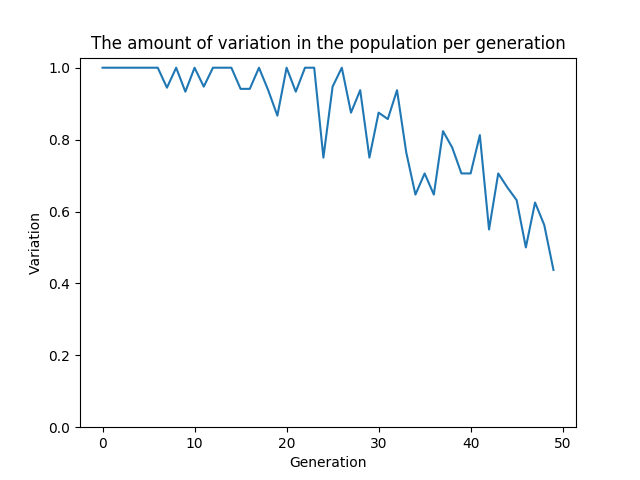 The amount of variation in the population per generation
1.0
0.8
0.6
0.4
0.2
0.0
Variation
0 10 20 30 40 50
Generation